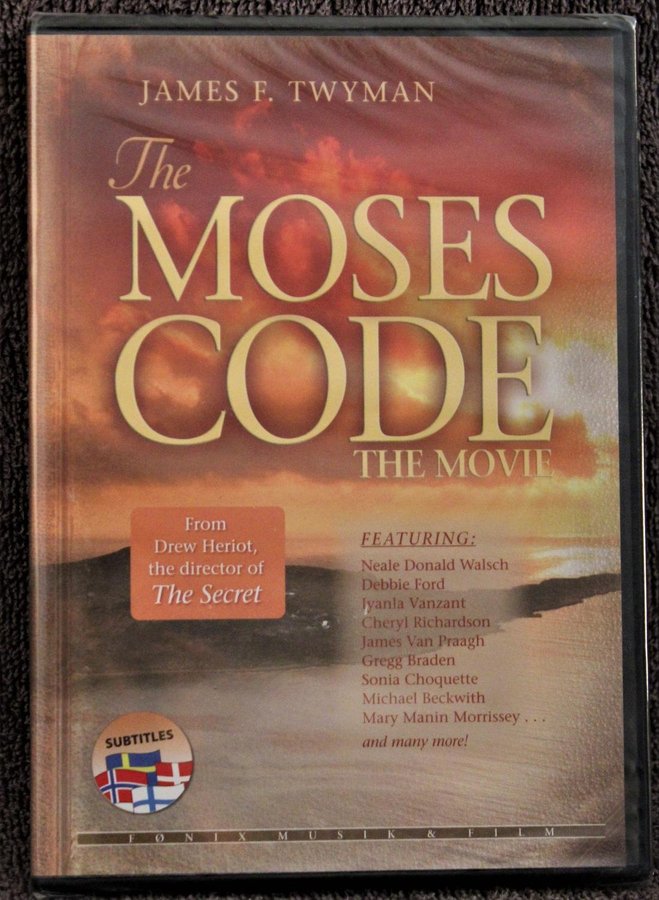 JAMES F. TWYMAN
The
MOSES
CODE
THE MOVIE
From
Drew Heriot,
the director of
The Secret
FEATURING:
Neale Donald Walsch
Debbie Ford
Iyanla Vanzant
Cheryl Richardson
James Van Praagh
Gregg Braden
Sonia Choquette
Michael Beckwith
Mary Manin Morrissey . . .
and many more!
SUBTITLES
FØNIX MUSIK & FILM